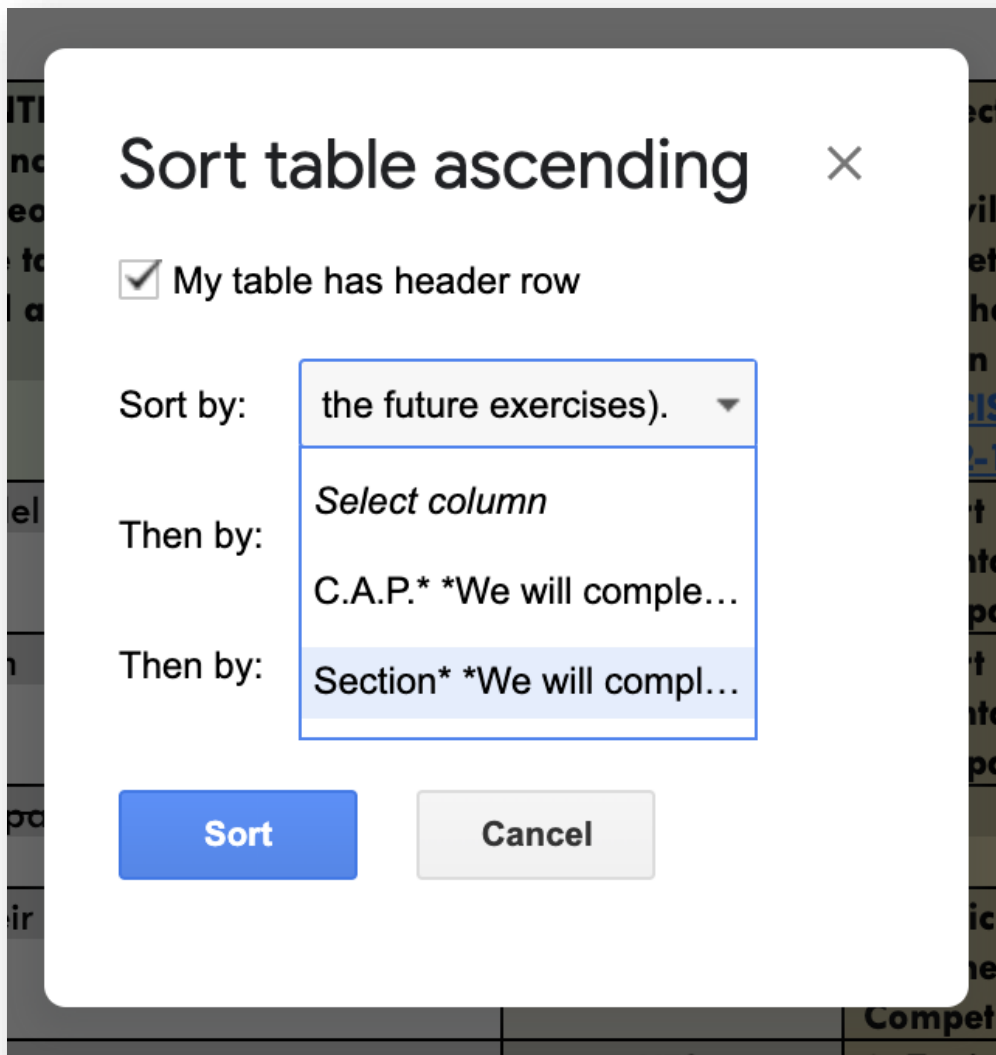 Sort table ascending
My table has header row
Sort by:
the future exercises).
Select column
Then by:
C.A.P.* *We will comple…
Then by:
Section* *We will compl…
Sort
Cancel
Compet